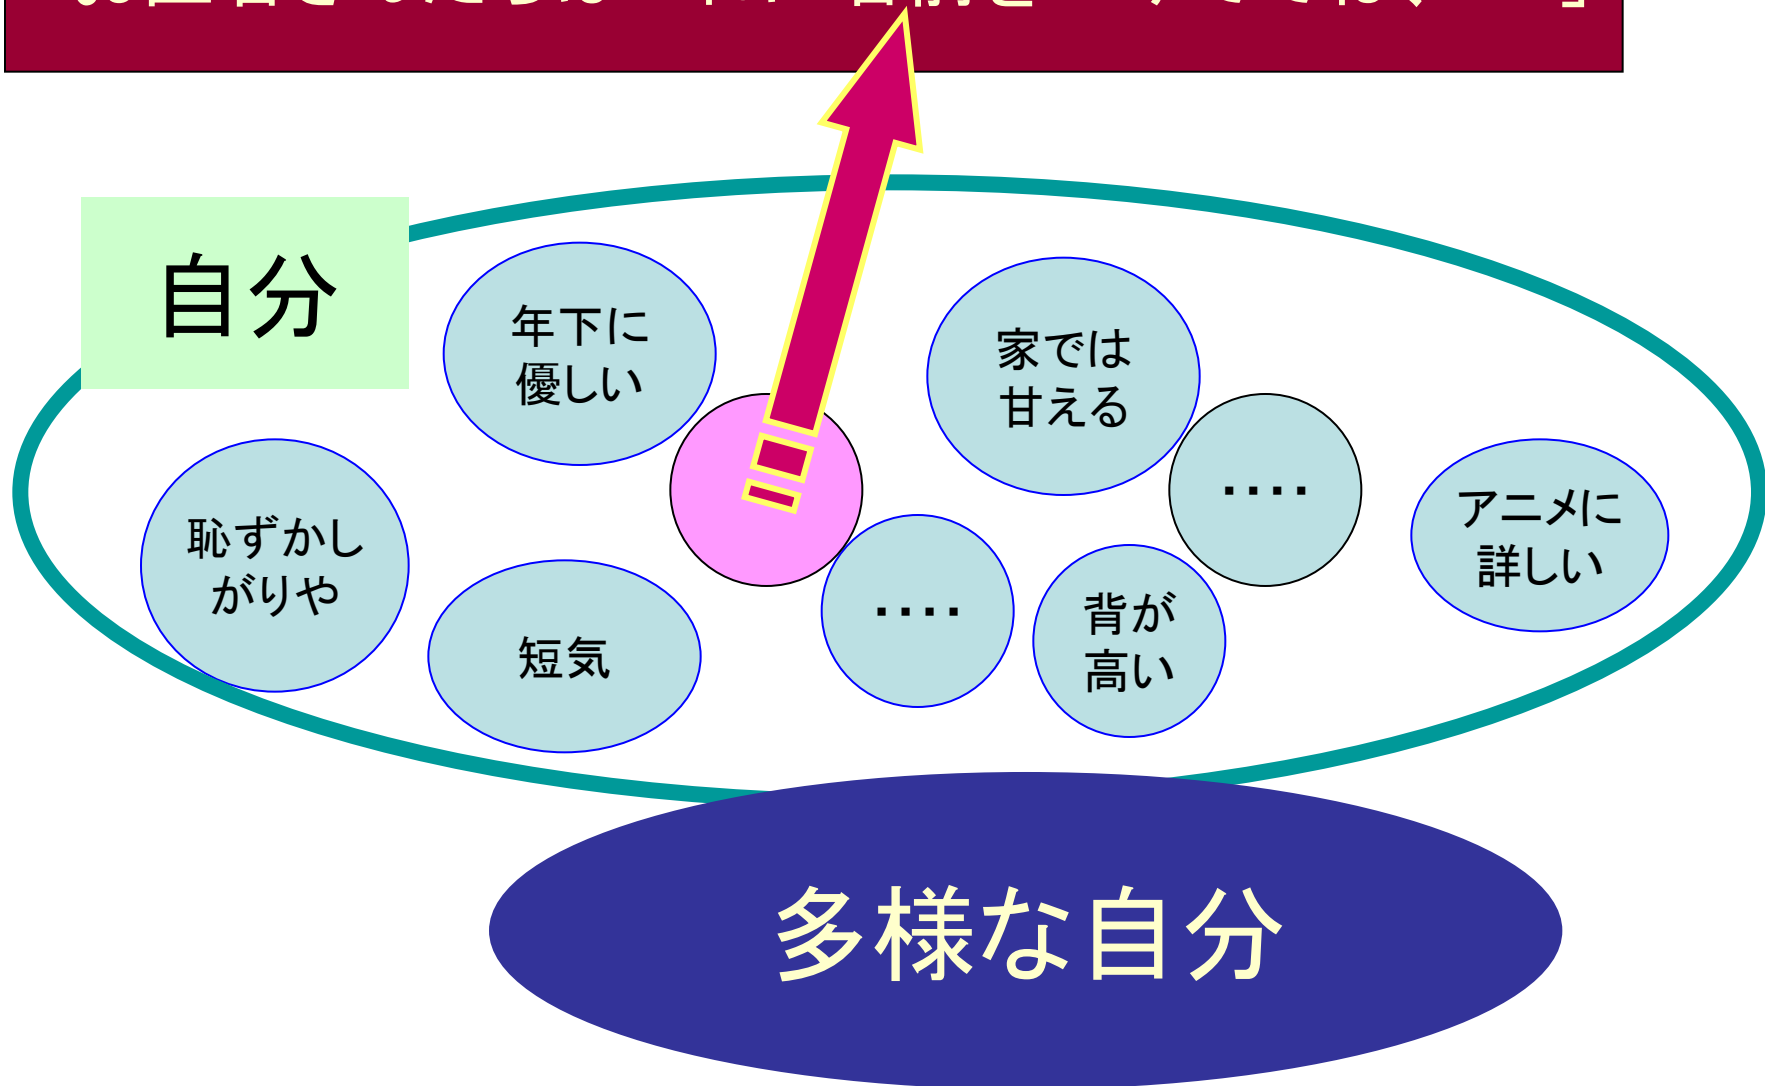 自分
年下に
優しい
家では
甘える
・・・・
アニメに
詳しい
恥ずかし
がりや
短気
・・・・
背が
高い
多様な自分